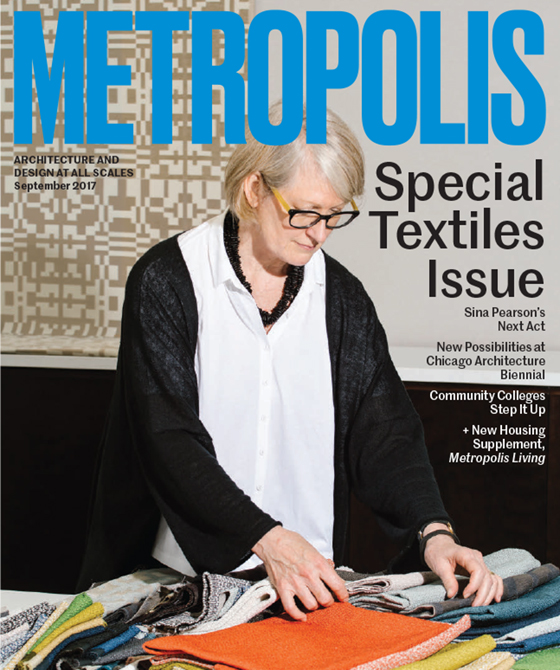 METROPOLIS
ARCHITECTURE AND
DESIGN AT ALL SCALES
September 2017
Special
Textiles
Issue
Sina Pearson's
Next Act
New Possibilities at
Chicago Architecture
Biennial
Community Colleges
Step It Up
+ New Housing
Supplement,
Metropolis Living